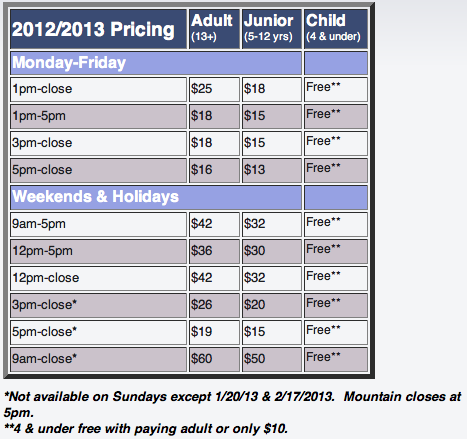 2012/2013 Pricing Adult (13+) Junior (5-12 yrs) Child (4 & under)
Monday-Friday
1pm-close $25 $18 Free**
1pm-5pm $18 $15 Free**
3pm-close $18 $15 Free**
5pm-close $16 $13 Free**
Weekends & Holidays
9am-5pm $42 $32 Free**
12pm-5pm $36 $30 Free**
12pm-close $42 $32 Free**
3pm-close* $26 $20 Free**
5pm-close* $19 $15 Free**
9am-close* $60 $50 Free**
*Not available on Sundays except 1/20/13 & 2/17/2013. Mountain closes at
5pm.
**4 & under free with paying adult or only $10.